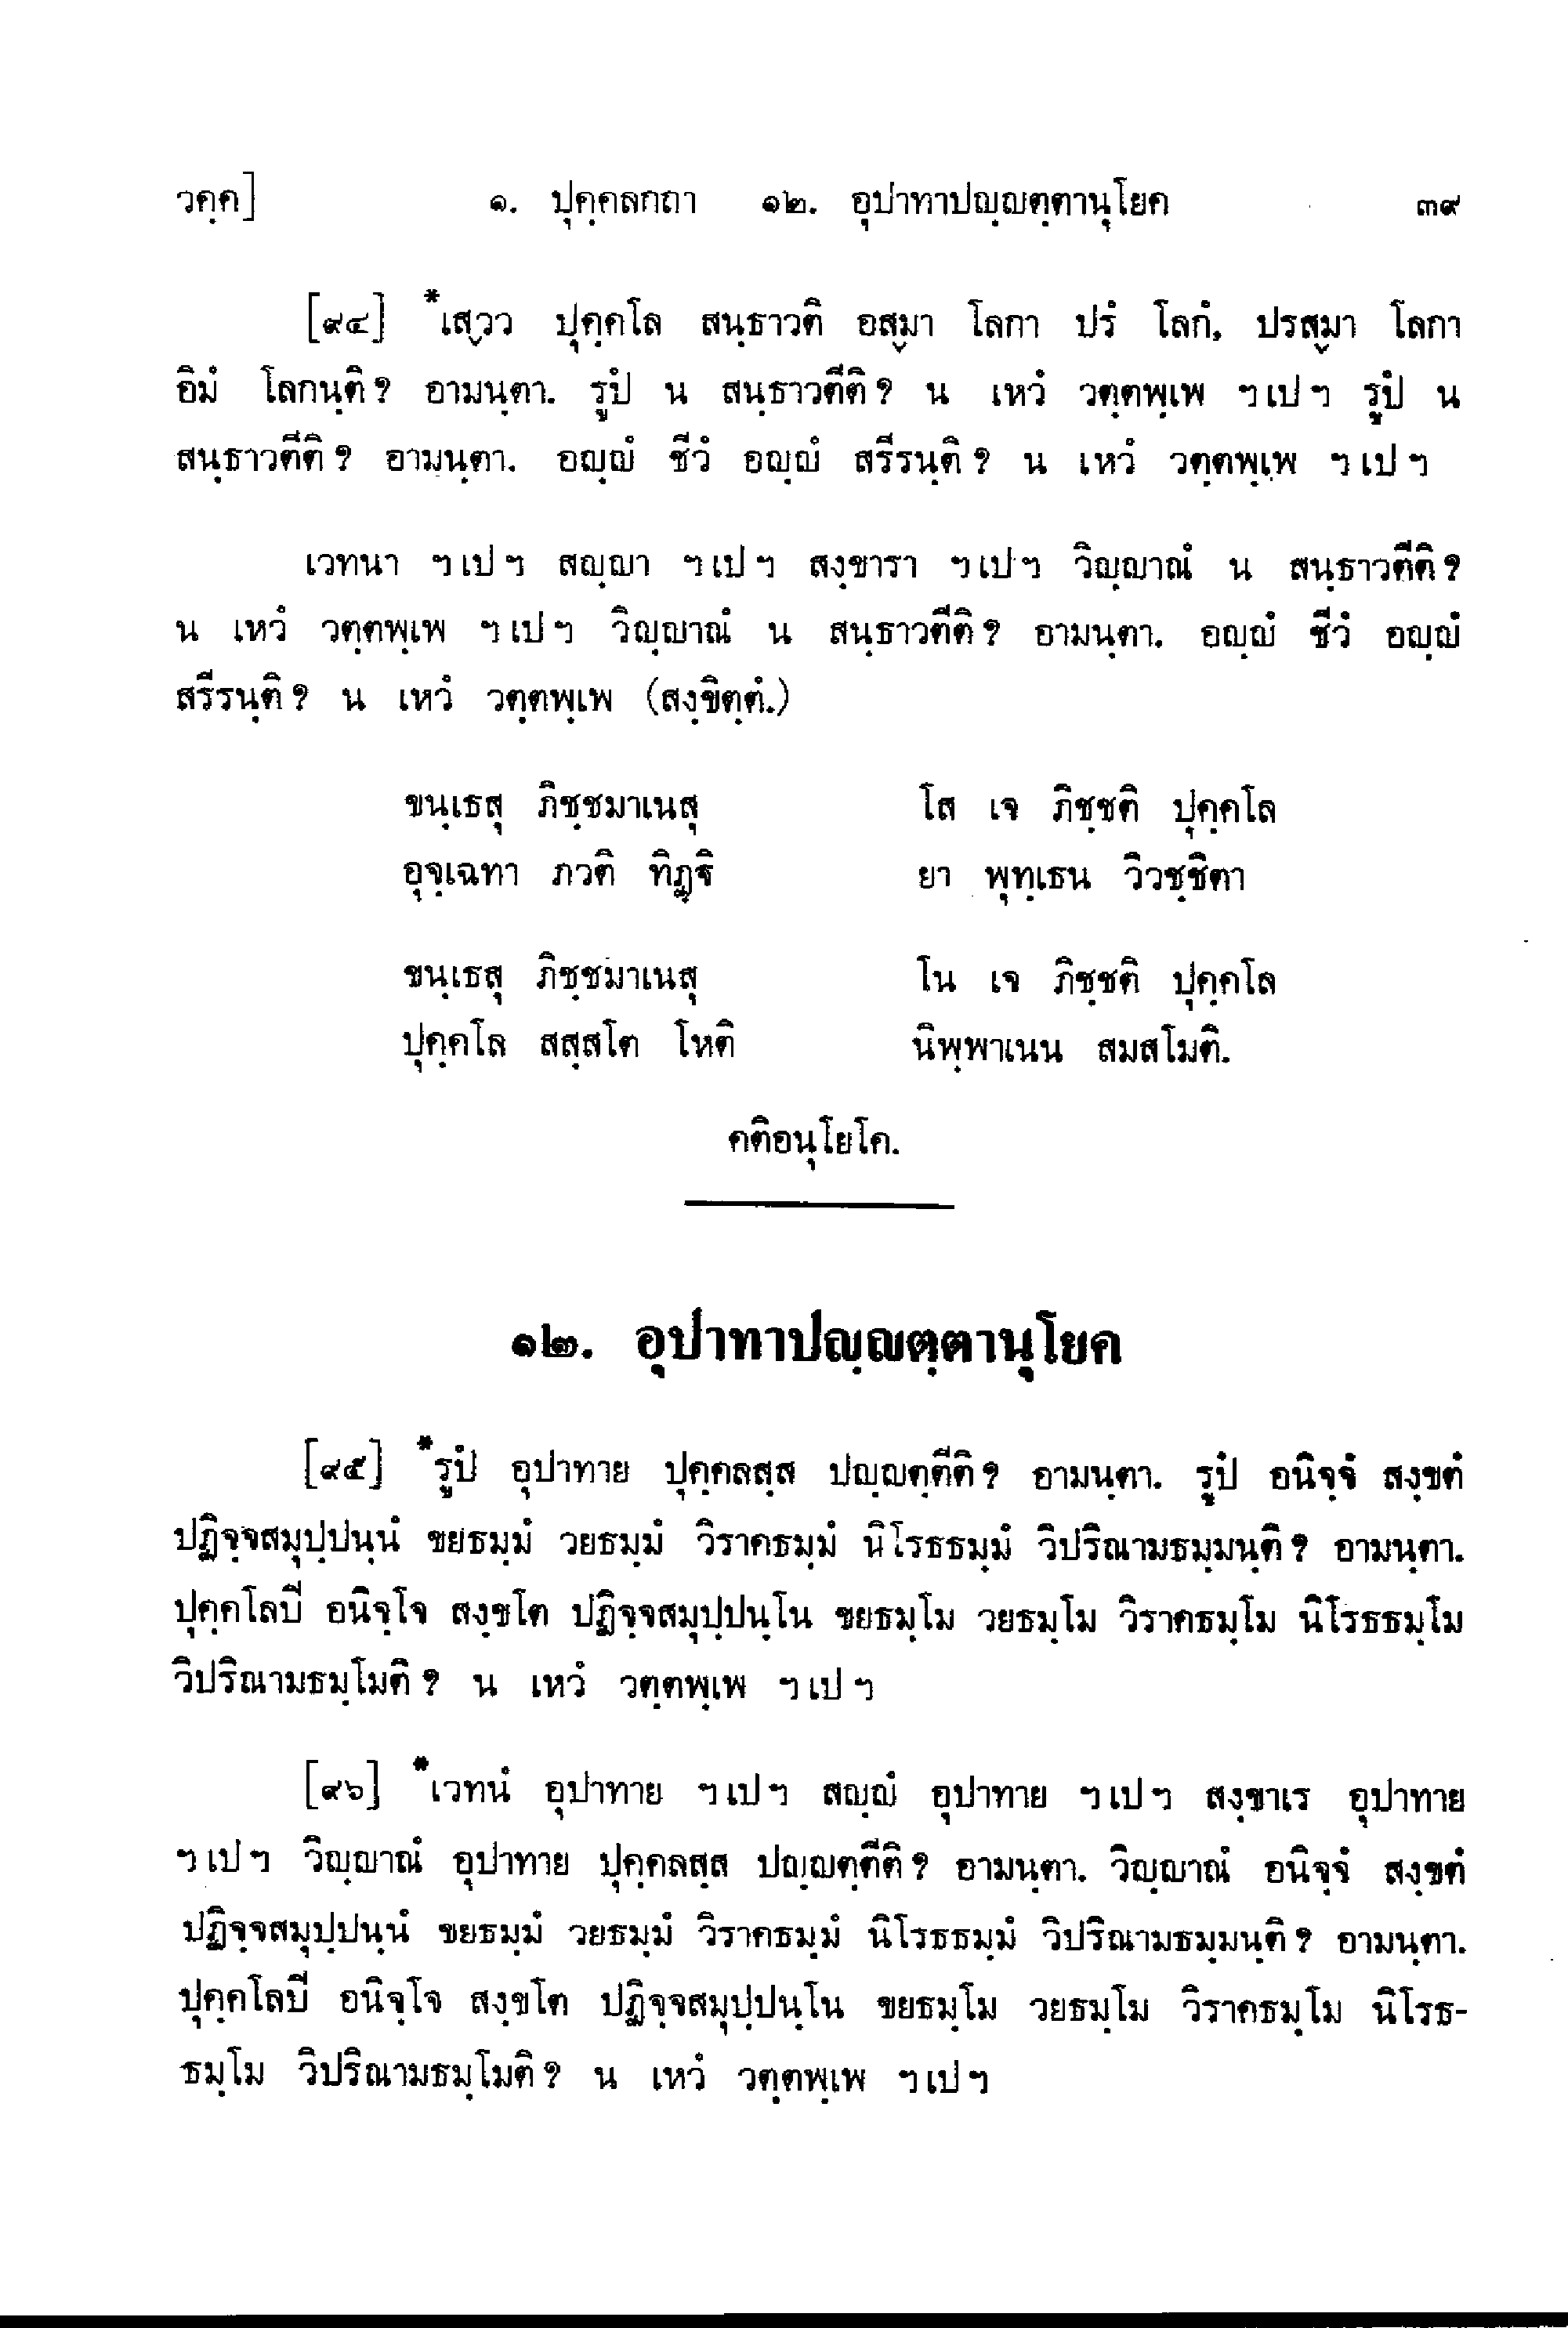 วคฺค] ๑. ปุคฺคลกถา ๑๒. อุปาทาปญฺญตฺตานุโยค ๓๙
[๙๔] *เสฺวว ปุคฺคโล สนฺธาวติ อสฺมา โลกา ปรํ โลกํ, ปรสฺมา โลกา
อิมํ โลกนฺติ? อามนฺตา. รูปํ น สนฺธาวตีติ? น เหวํ วตฺตพฺเพ ฯเปฯ รูปํ น
สนฺธาวตีติ? อามนฺตา. อญฺญํ ชีวํ อญฺญํ สรีรนฺติ? น เหวํ วตฺตพฺเพ ฯเปฯ
เวทนา ฯเปฯ สญฺญา ฯเปฯ สงฺขารา ฯเปฯ วิญฺญาณํ น สนฺธาวตีติ?
น เหวํ วตฺตพฺเพ ฯเปฯ วิญฺญาณํ น สนฺธาวตีติ? อามนฺตา. อญฺญํ ชีวํ อญฺญํ
สรีรนฺติ? น เหวํ วตฺตพฺเพ (สงฺขิตฺตํ.)
ขนฺเธสุ ภิชฺชมาเนสุ โส เจ ภิชฺชติ ปุคฺคโล
อุจฺเฉทา ภวติ ทิฏฺฐิ ยา พุทฺเธน วิวชฺชิตา
ขนฺเธสุ ภิชฺชมาเนสุ โน เจ ภิชฺชติ ปุคฺคโล
ปุคฺคโล สสฺสโต โหติ นิพฺพาเนน สมสโมติ.
คติอนุโยโค.
๑๒. อุปาทาปญฺญตฺตานุโยค
[๙๕] *รูปํ อุปาทาย ปุคฺคลสฺส ปญฺญตฺตีติ? อามนฺตา. รูปํ อนิจฺจํ สงฺขตํ
ปฏิจฺจสมุปฺปนฺนํ ขยธมฺมํ วยธมฺมํ วิราคธมฺมํ นิโรธธมฺมํ วิปริณามธมฺมนฺติ? อามนฺตา.
ปุคฺคโลปี อนิจฺโจ สงฺขโต ปฏิจฺจสมุปฺปนฺโน ขยธมฺโม วยธมฺโม วิราคธมฺโม นิโรธธมฺโม
วิปริณามธมฺโมติ? น เหวํ วตฺตพฺเพ ฯเปฯ
[๙๖] *เวทนํ อุปาทาย ฯเปฯ สญฺญํ อุปาทาย ฯเปฯ สงฺขาเร อุปาทาย
ฯเปฯ วิญฺญาณํ อุปาทาย ปุคฺคลสฺส ปญฺญตฺตีติ? อามนฺตา. วิญฺญาณํ อนิจฺจํ สงฺขตํ
ปฏิจฺจสมุปฺปนฺนํ ขยธมฺมํ วยธมฺมํ วิราคธมฺมํ นิโรธธมฺมํ วิปริณามธมฺมนฺติ? อามนฺตา.
ปุคฺคโลปี อนิจฺโจ สงฺขโต ปฏิจฺจสมุปฺปนฺโน ขยธมฺโม วยธมฺโม วิราคธมฺโม นิโรธ-
ธมฺโม วิปริณามธมฺโมติ? น เหวํ วตฺตพฺเพ ฯเปฯ